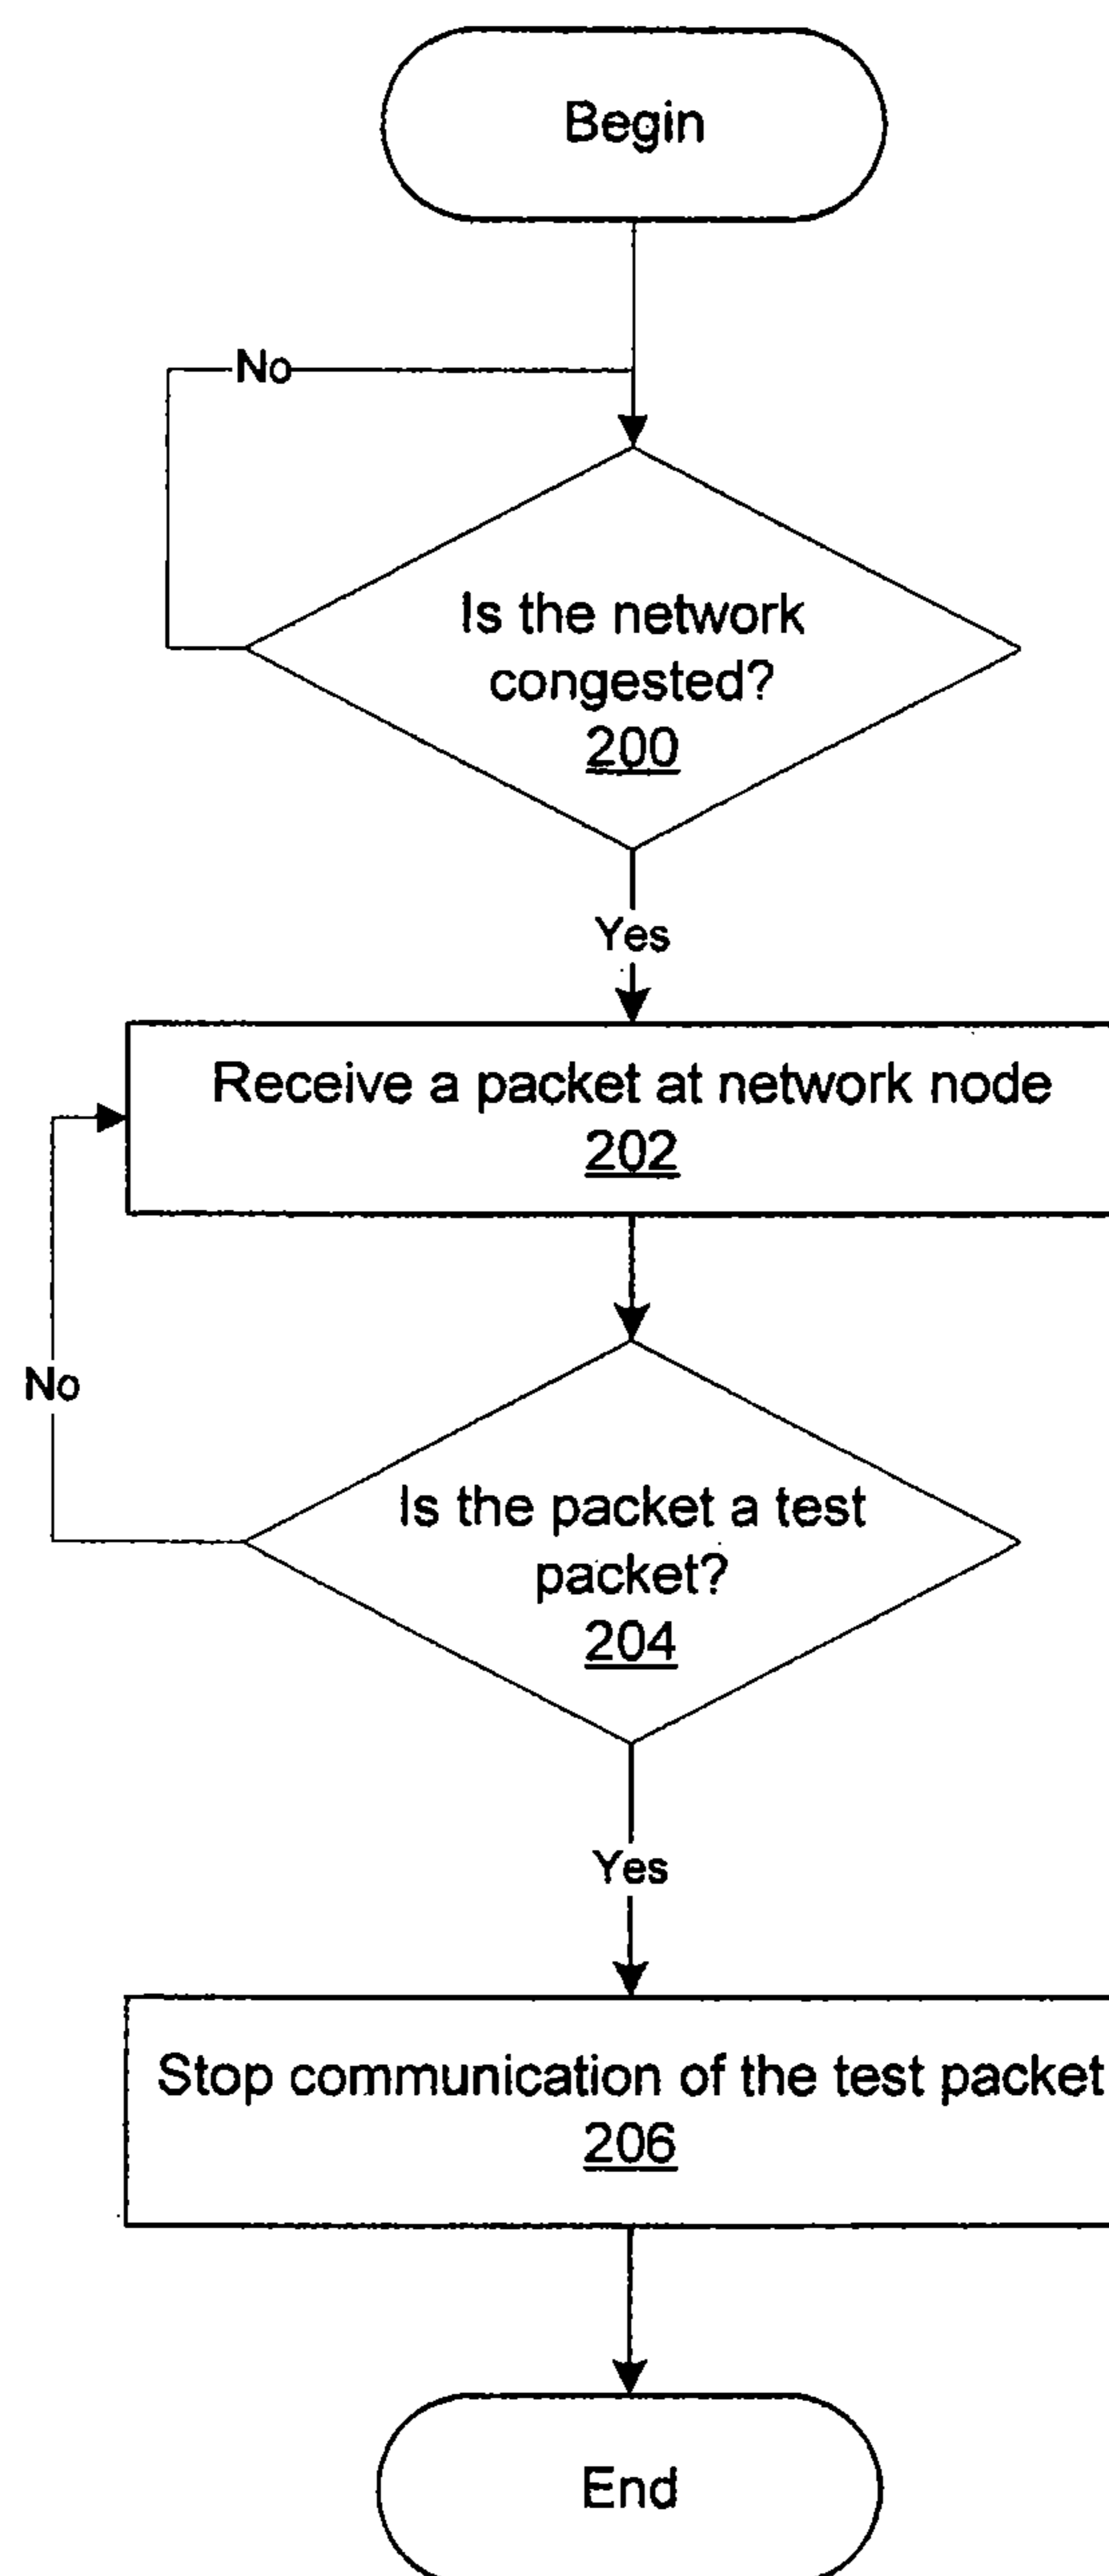 Begin
No
Is the network
congested?
200
Yes
Receive a packet at network node
202
No
Is the packet a test
packet?
204
Yes
Stop communication of the test packet
206
End